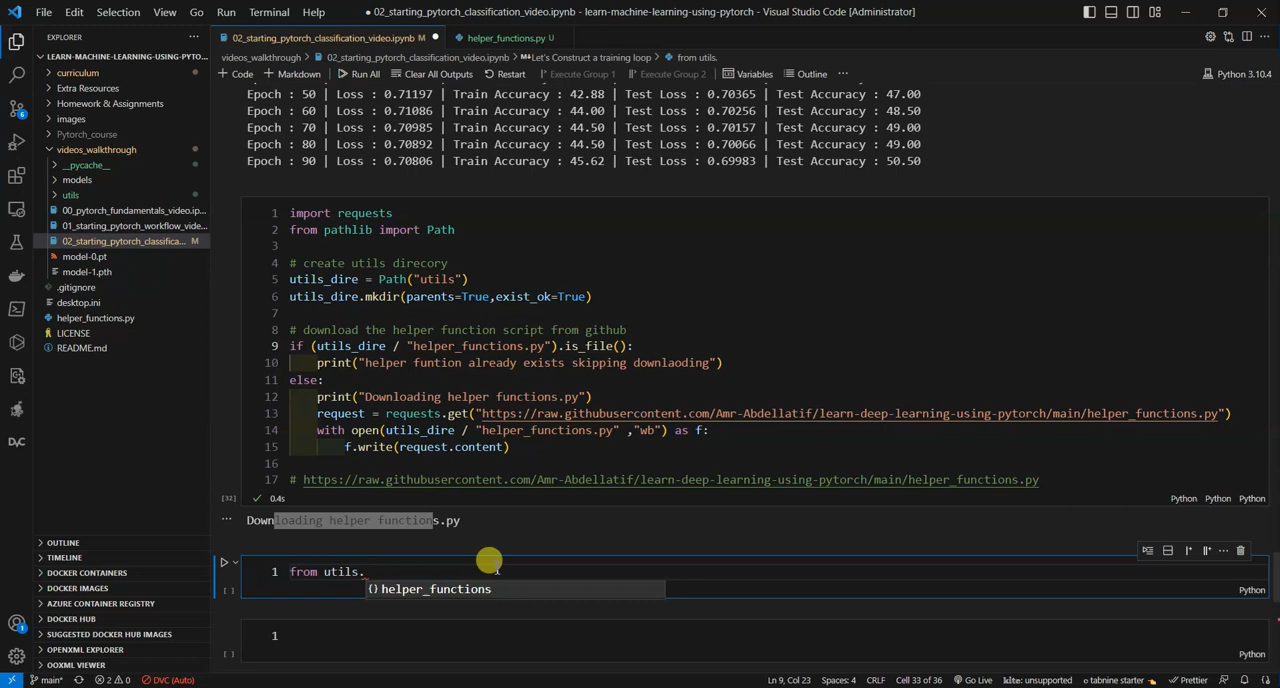 File Edit Selection View Go Run Terminal Help
● 02_starting_pytorch_classification_video.ipynb - learn-machine-learning-using-pytorch - Visual Studio Code [Administrator]
EXPLORER ···
02_starting_pytorch_classification_video.ipynb M ●
helper_functions.py U
LEARN-MACHINE-LEARNING-USING-PYTO...
curriculum
Extra Resources
Homework & Assignments
images
Pytorch_course
videos_walkthrough
__pycache__
models
utils
00_pytorch_fundamentals_video.ip...
01_starting_pytorch_workflow_vide...
02_starting_pytorch_classifica... M
model-0.pt
model-1.pth
.gitignore
desktop.ini
helper_functions.py
LICENSE
README.md
OUTLINE
TIMELINE
DOCKER CONTAINERS
DOCKER IMAGES
AZURE CONTAINER REGISTRY
DOCKER HUB
SUGGESTED DOCKER HUB IMAGES
OPENXML EXPLORER
OOXML VIEWER
6
1
DVC
videos_walkthrough > 02_starting_pytorch_classification_video.ipynb > M↓Let's Construct a training loop > from utils.
+ Code + Markdown Run All Clear All Outputs Restart Execute Group 1 Execute Group 2 Variables Outline ··· Python 3.10.4
Epoch : 50 | Loss : 0.71197 | Train Accuracy : 42.88 | Test Loss : 0.70365 | Test Accuracy : 47.00
Epoch : 60 | Loss : 0.71086 | Train Accuracy : 44.00 | Test Loss : 0.70256 | Test Accuracy : 48.50
Epoch : 70 | Loss : 0.70985 | Train Accuracy : 44.50 | Test Loss : 0.70157 | Test Accuracy : 49.00
Epoch : 80 | Loss : 0.70892 | Train Accuracy : 44.50 | Test Loss : 0.70066 | Test Accuracy : 49.00
Epoch : 90 | Loss : 0.70806 | Train Accuracy : 45.62 | Test Loss : 0.69983 | Test Accuracy : 50.50
1 import requests
2 from pathlib import Path
3
4 # create utils direcory
5 utils_dire = Path("utils")
6 utils_dire.mkdir(parents=True,exist_ok=True)
7
8 # download the helper function script from github
9 if (utils_dire / "helper_functions.py").is_file():
10 print("helper funtion already exists skipping downlaoding")
11 else:
12 print("Downloading helper functions.py")
13 request = requests.get("https://raw.githubusercontent.com/Amr-Abdellatif/learn-deep-learning-using-pytorch/main/helper_functions.py")
14 with open(utils_dire / "helper_functions.py" ,"wb") as f:
15 f.write(request.content)
16
17 # https://raw.githubusercontent.com/Amr-Abdellatif/learn-deep-learning-using-pytorch/main/helper_functions.py
[32] ✓ 0.4s Python Python Python
··· Downloading helper functions.py
1 from utils.
{} helper_functions
[ ] Python
1
[ ] Python
main* 2 0 DVC (Auto) Ln 9, Col 23 Spaces: 4 CRLF Cell 33 of 36 Go Live kite: unsupported tabnine starter Prettier